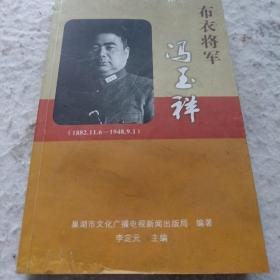 布衣将军
冯玉祥
(1882.11.6—1948.9.1)
巢湖市文化广播电视新闻出版局 编著
李定元 主编